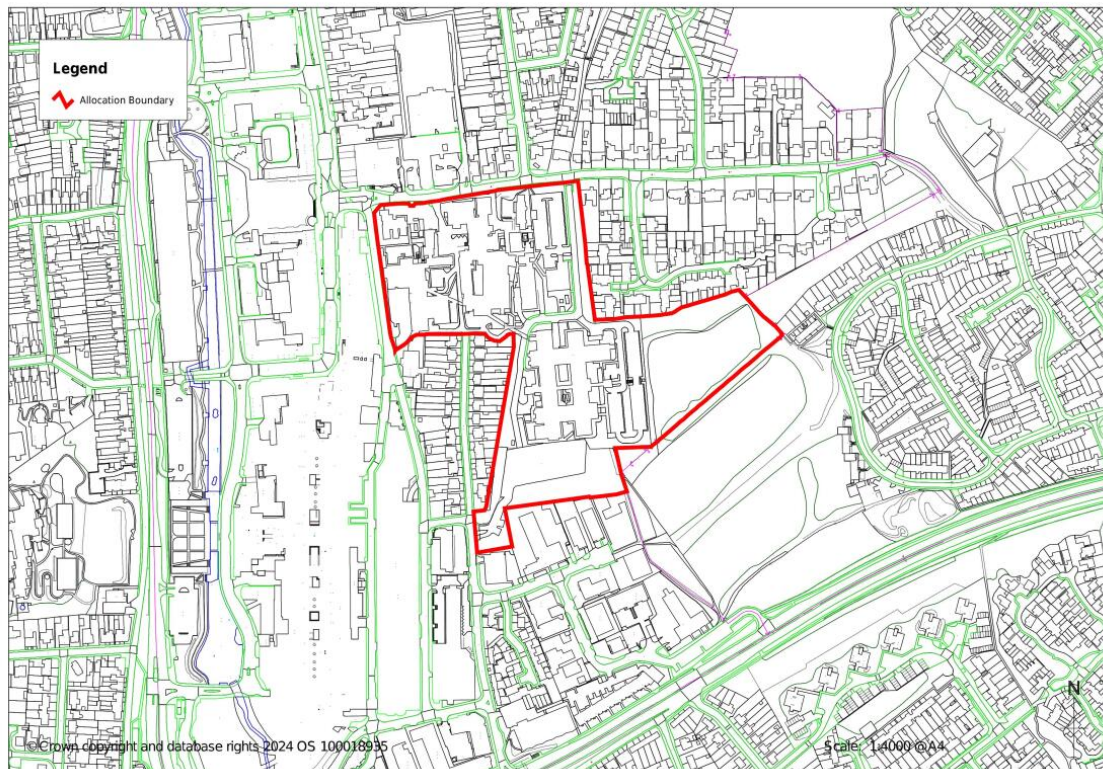 Legend
Allocation Boundary
N
©Crown copyright and database rights 2024 OS 100018935
Scale: 1:4000 @A4